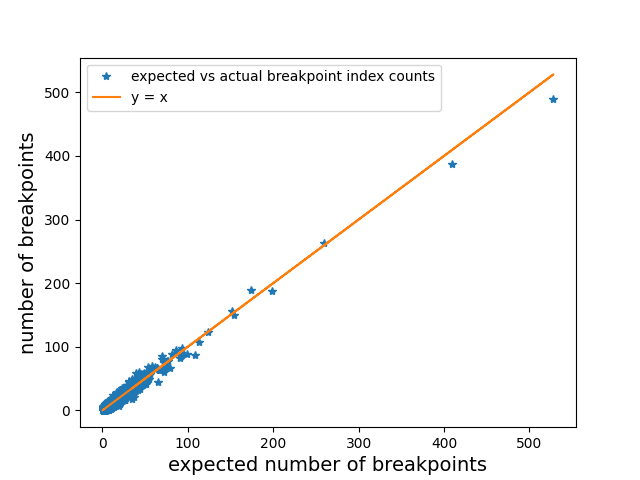 expected vs actual breakpoint index counts
y = x
500
400
300
200
100
0
number of breakpoints
0 100 200 300 400 500
expected number of breakpoints